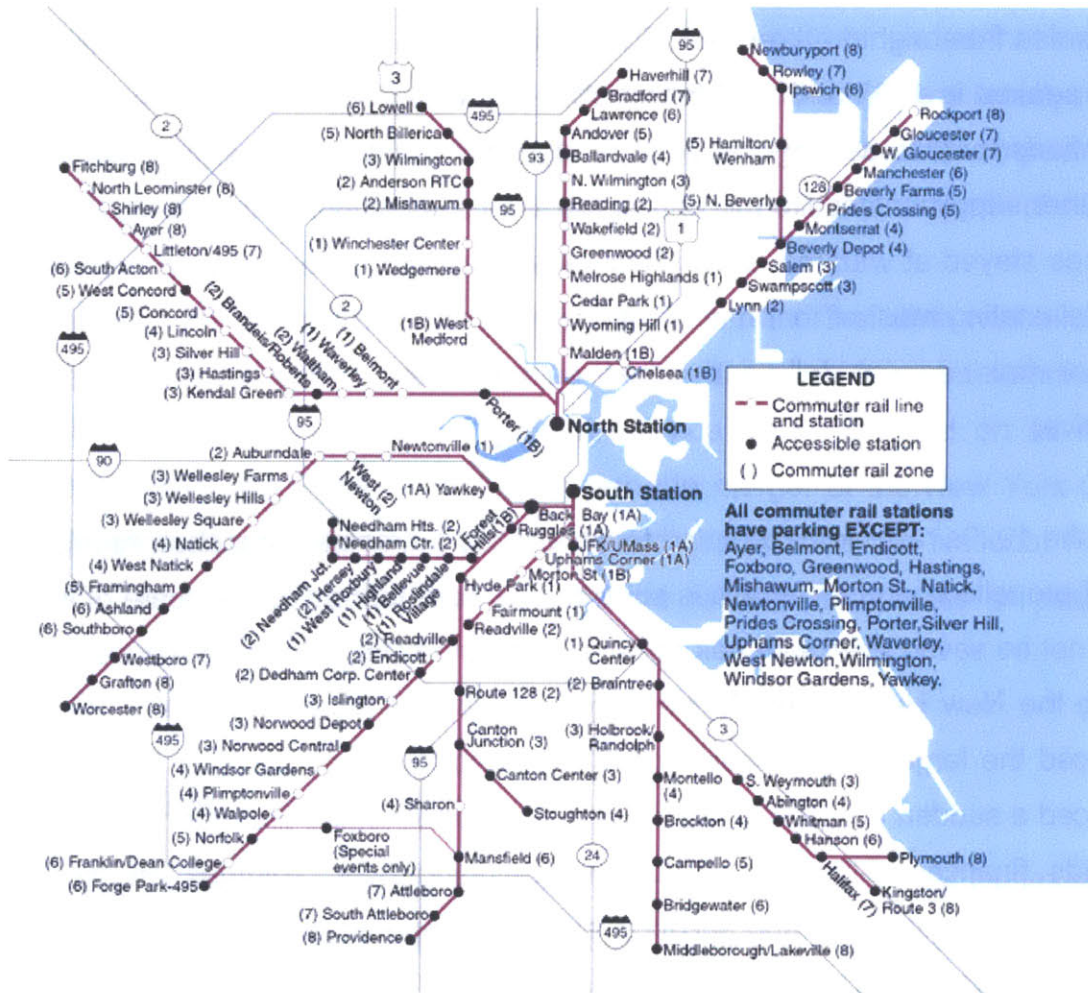 95
Newburyport (8)
3
Haverhill (7)
Rowley (7)
Bradford (7)
Ipswich (6)
(6) Lowell
495
Lawrence (6)
Rockport (8)
2
(5) North Billerica
Andover (5)
Gloucester (7)
93
(5) Hamilton/
Wenham
W. Gloucester (7)
(3) Wilmington
Ballardvale (4)
Manchester (6)
Fitchburg (8)
(2) Anderson RTC
N. Wilmington (3)
128
Beverly Farms (5)
North Leominster (8)
(2) Mishawum
95
Reading (2)
(5) N. Beverly
Prides Crossing (5)
Shirley (8)
1
Montserrat (4)
Ayer (8)
Wakefield (2)
Beverly Depot (4)
Littleton/495 (7)
(1) Winchester Center
Greenwood (2)
Salem (3)
(6) South Acton
(1) Wedgemere
Melrose Highlands (1)
Swampscott (3)
(5) West Concord
Cedar Park (1)
Lynn (2)
(5) Concord
2
(1B) West
Medford
Wyoming Hill (1)
(4) Lincoln
495
(3) Silver Hill
Malden (1B)
(3) Hastings
Chelsea (1B)
(3) Kendal Green
(2) Brandeis/Roberts
(2) Waltham
(1) Waverley
(1) Belmont
Porter (1B)
North Station
95
LEGEND
Commuter rail line
and station
Accessible station
( ) Commuter rail zone
All commuter rail stations
have parking EXCEPT:
Ayer, Belmont, Endicott,
Foxboro, Greenwood, Hastings,
Mishawum, Morton St., Natick,
Newtonville, Plimptonville,
Prides Crossing, Porter,Silver Hill,
Uphams Corner, Waverley,
West Newton,Wilmington,
Windsor Gardens, Yawkey.
90
(2) Auburndale
Newtonville (1)
West (2)
Newton
(3) Wellesley Farms
(1A) Yawkey
South Station
(3) Wellesley Hills
Back
Bay (1A)
(3) Wellesley Square
Needham Hts. (2)
Forest
Hills(1B)
Ruggles (1A)
(4) Natick
Needham Ctr. (2)
JFK/UMass (1A)
Uphams Corner (1A)
(4) West Natick
Morton St (1B)
(2) Needham Jct.
(2) Hersey
(1) West Roxbury
(1) Highland
(1) Bellevue
(1) Roslindale
Village
Hyde Park (1)
(5) Framingham
(6) Ashland
Fairmount (1)
(6) Southboro
Readville (2)
(2) Readville
(1) Quincy
Center
(2) Endicott
Westboro (7)
(2) Dedham Corp. Center
Grafton (8)
(2) Braintree
Worcester (8)
(3) Islington
Route 128 (2)
(3) Norwood Depot
3
495
(3) Norwood Central
Canton
Junction (3)
(3) Holbrook/
Randolph
95
(4) Windsor Gardens
Canton Center (3)
Montello
(4)
S. Weymouth (3)
(4) Plimptonville
Abington (4)
(4) Walpole
(4) Sharon
Stoughton (4)
Brockton (4)
Whitman (5)
(5) Norfolk
Foxboro
(Special
events only)
Hanson (6)
(6) Franklin/Dean College
Mansfield (6)
24
Campello (5)
Halifax (7)
Plymouth (8)
(6) Forge Park-495
(7) Attleboro
Kingston/
Route 3 (8)
(7) South Attleboro
Bridgewater (6)
(8) Providence
495
Middleborough/Lakeville (8)